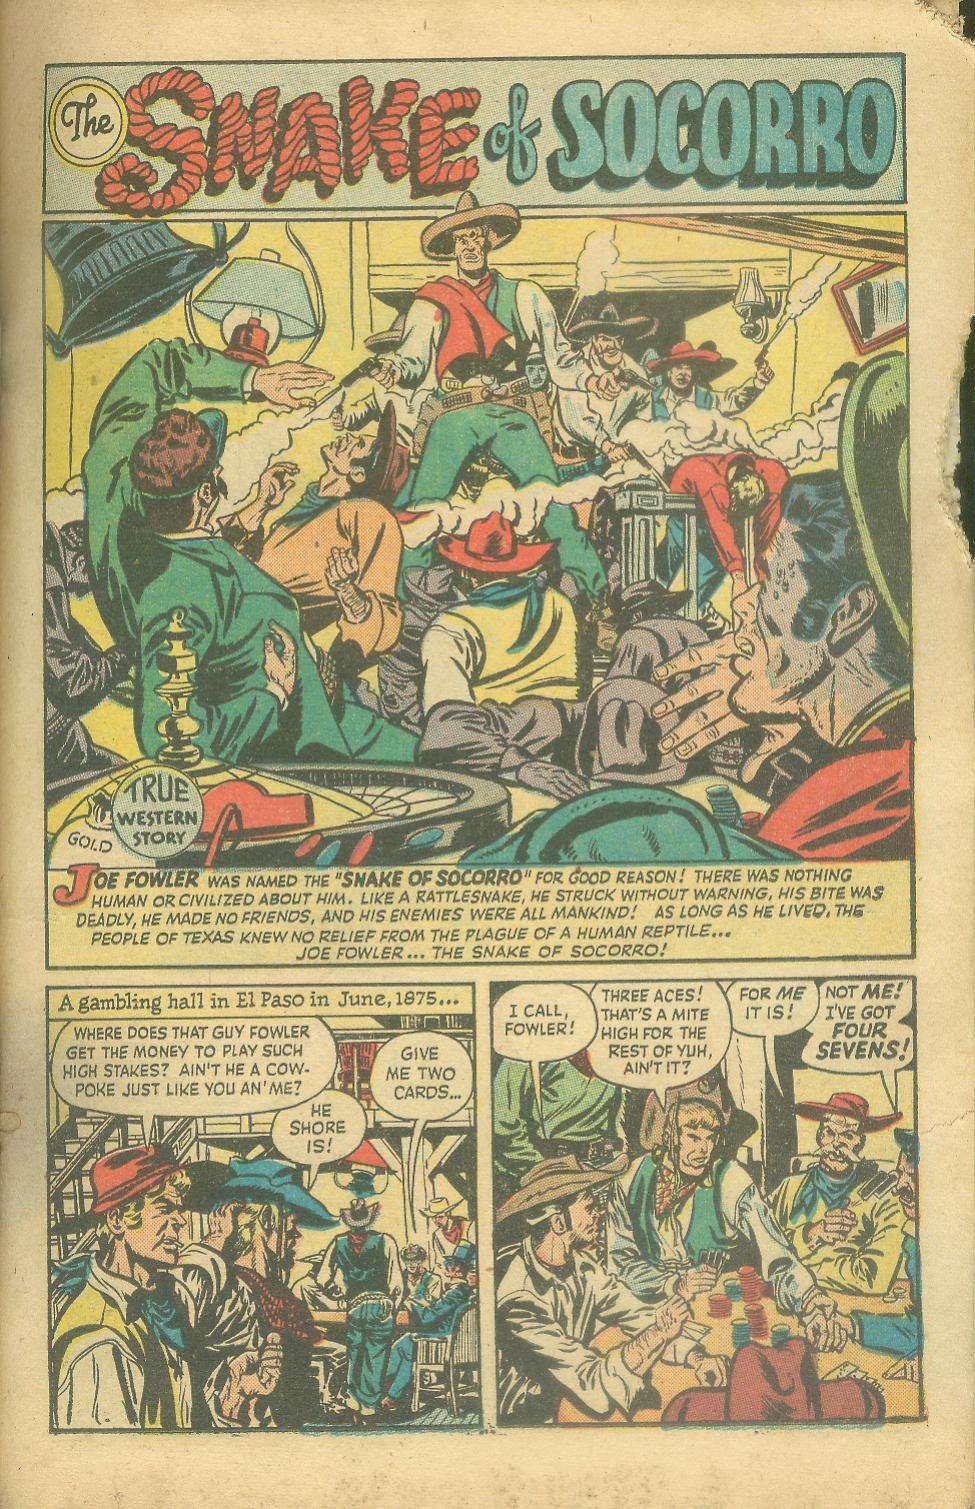 The SNAKE of SOCORRO
GOLD
TRUE
WESTERN
STORY
JOE FOWLER WAS NAMED THE "SNAKE OF SOCORRO" FOR GOOD REASON! THERE WAS NOTHING
HUMAN OR CIVILIZED ABOUT HIM. LIKE A RATTLESNAKE, HE STRUCK WITHOUT WARNING, HIS BITE WAS
DEADLY, HE MADE NO FRIENDS, AND HIS ENEMIES WERE ALL MANKIND! AS LONG AS HE LIVED, THE
PEOPLE OF TEXAS KNEW NO RELIEF FROM THE PLAGUE OF A HUMAN REPTILE...
JOE FOWLER... THE SNAKE OF SOCORRO!
A gambling hall in El Paso in June, 1875...
WHERE DOES THAT GUY FOWLER
GET THE MONEY TO PLAY SUCH
HIGH STAKES? AIN'T HE A COW-
POKE JUST LIKE YOU AN' ME?
HE
SHORE
IS!
GIVE
ME TWO
CARDS...
I CALL,
FOWLER!
THREE ACES!
THAT'S A MITE
HIGH FOR THE
REST OF YUH,
AIN'T IT?
FOR ME
IT IS!
NOT ME!
I'VE GOT
FOUR
SEVENS!